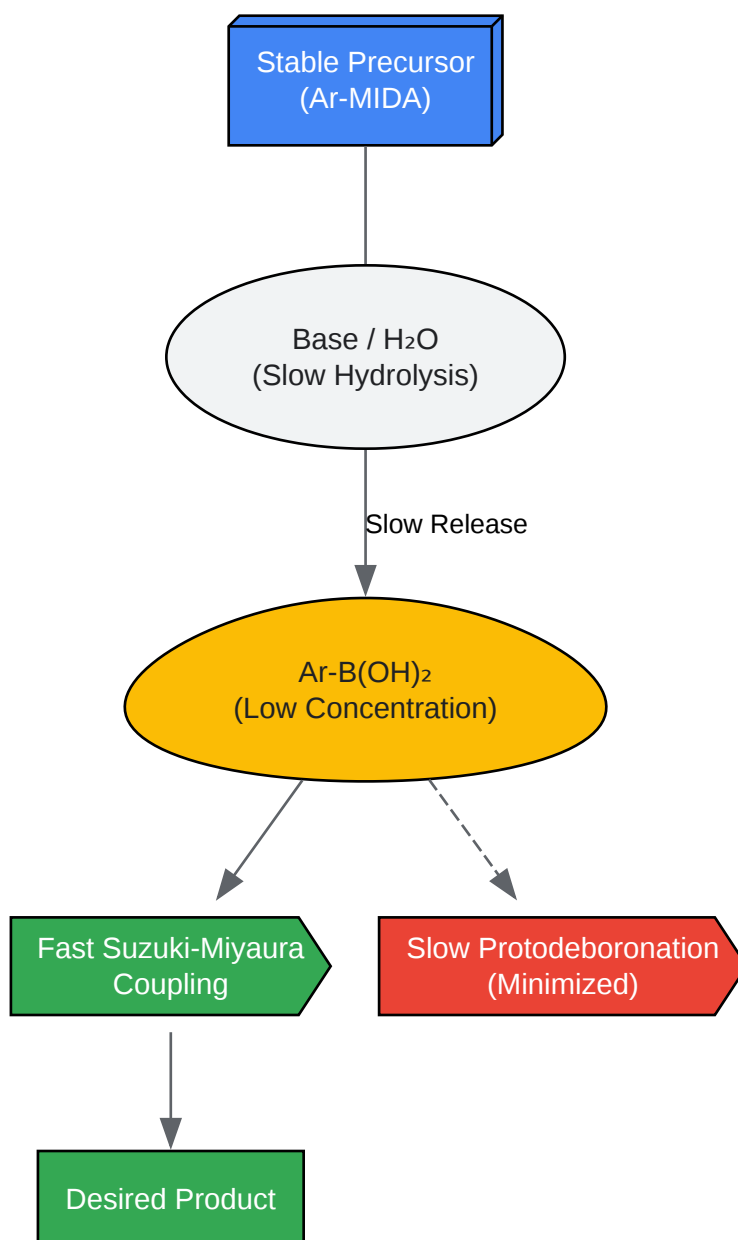 Stable Precursor
(Ar-MIDA)
Base / H₂O
(Slow Hydrolysis)
Slow Release
Ar-B(OH)₂
(Low Concentration)
Fast Suzuki-Miyaura
Coupling
Slow Protodeboronation
(Minimized)
Desired Product